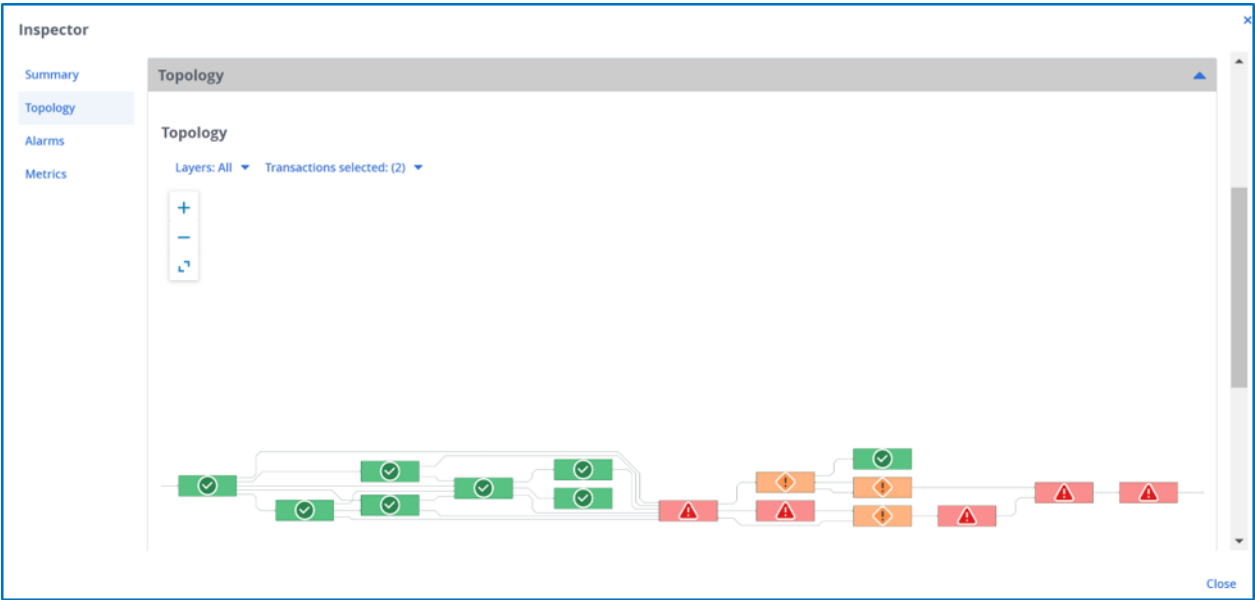 Inspector
Summary
Topology
Alarms
Metrics
Topology
Topology
Layers: All Transactions selected: (2)
Close